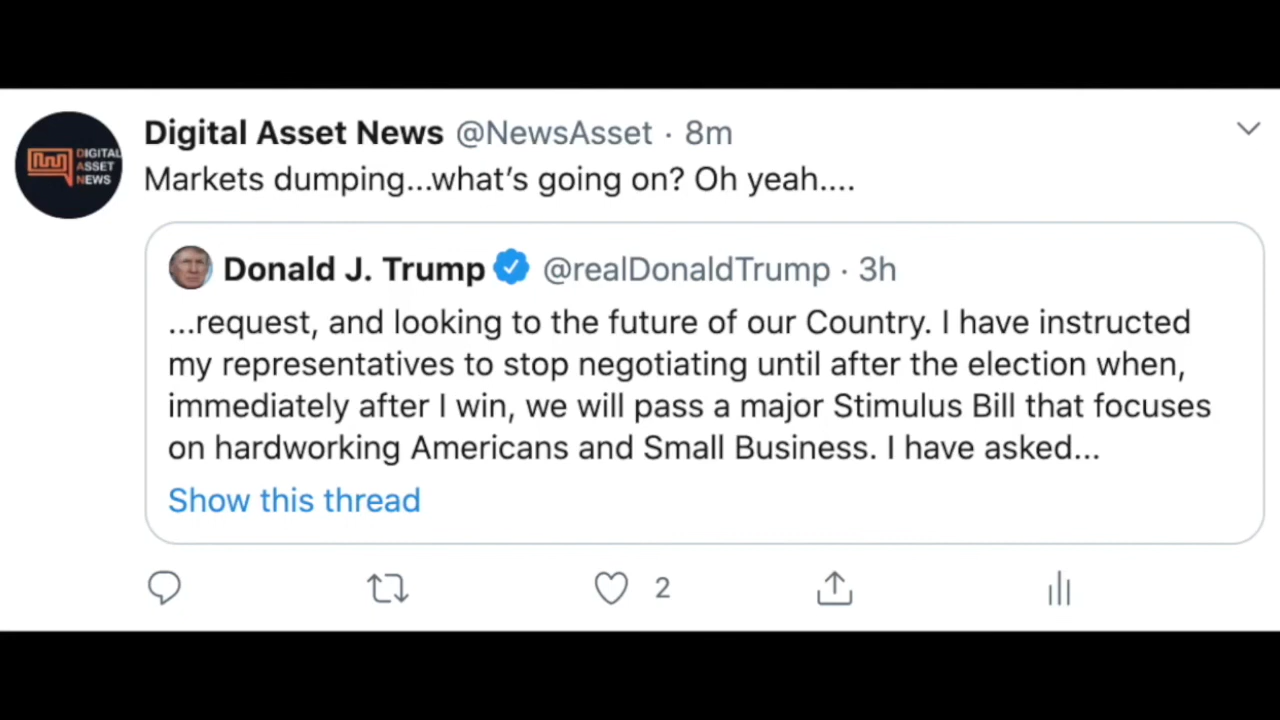 DIGITAL
ASSET
NEWS
Digital Asset News @NewsAsset · 8m
Markets dumping...what's going on? Oh yeah....
Donald J. Trump @realDonaldTrump · 3h
...request, and looking to the future of our Country. I have instructed
my representatives to stop negotiating until after the election when,
immediately after I win, we will pass a major Stimulus Bill that focuses
on hardworking Americans and Small Business. I have asked...
Show this thread
2